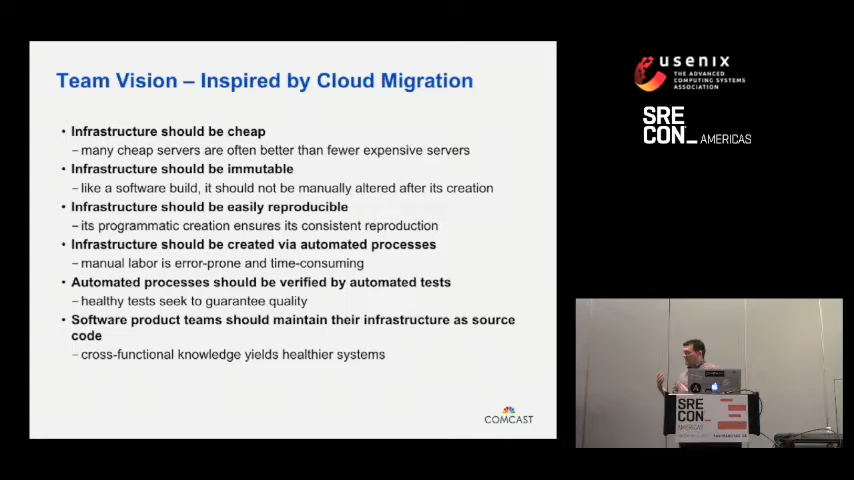 Team Vision – Inspired by Cloud Migration
• Infrastructure should be cheap
– many cheap servers are often better than fewer expensive servers
• Infrastructure should be immutable
– like a software build, it should not be manually altered after its creation
• Infrastructure should be easily reproducible
– its programmatic creation ensures its consistent reproduction
• Infrastructure should be created via automated processes
– manual labor is error-prone and time-consuming
• Automated processes should be verified by automated tests
– healthy tests seek to guarantee quality
• Software product teams should maintain their infrastructure as source
code
– cross-functional knowledge yields healthier systems
COMCAST
usenix
THE ADVANCED
COMPUTING SYSTEMS
ASSOCIATION
SRE
CON_ AMERICAS
SRE
CON_
AMERICAS